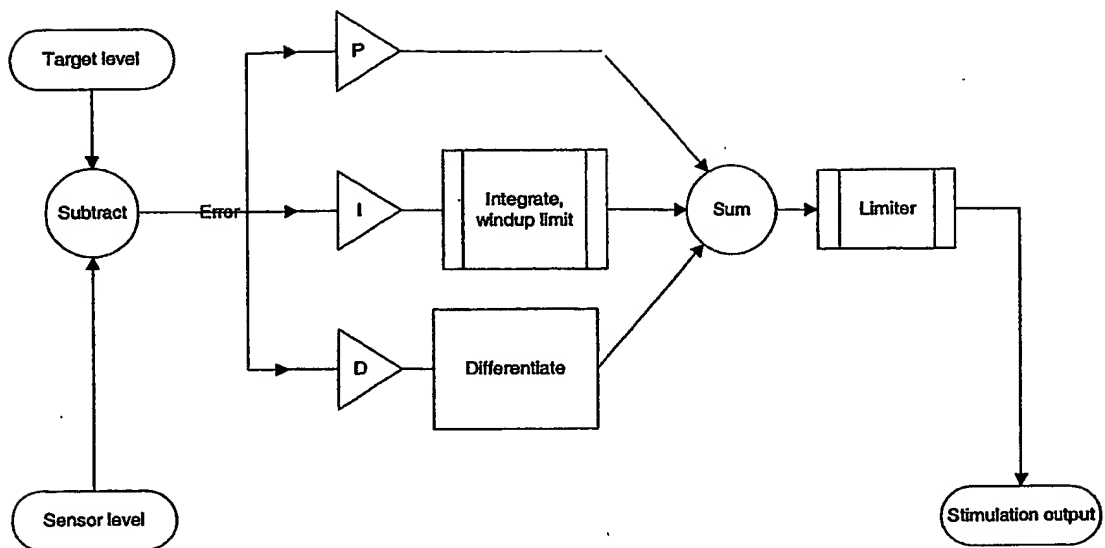 Target level
P
Subtract
Error
I
Integrate,
windup limit
Sum
Limiter
D
Differentiate
Sensor level
Stimulation output